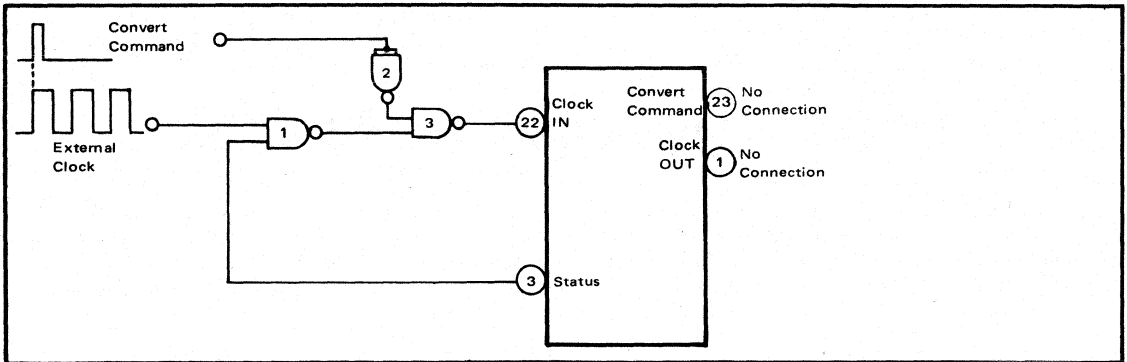 Convert
Command
External
Clock
2
1
3
22
Clock
IN
3
Status
Convert
Command
23
No
Connection
Clock
OUT
1
No
Connection